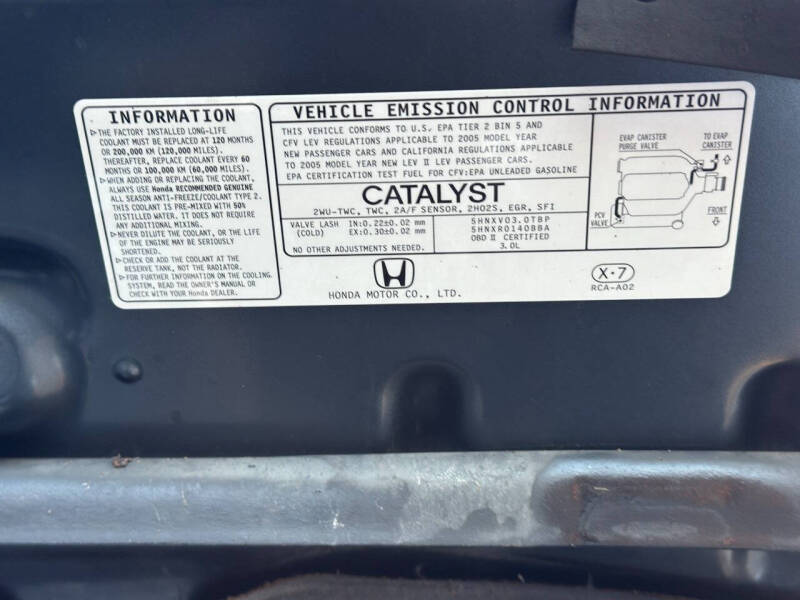 INFORMATION
▷THE FACTORY INSTALLED LONG-LIFE
COOLANT MUST BE REPLACED AT 120 MONTHS
OR 200,000 KM (120,000 MILES).
THEREAFTER, REPLACE COOLANT EVERY 60
MONTHS OR 100,000 KM (60,000 MILES).
▷WHEN ADDING OR REPLACING THE COOLANT,
ALWAYS USE Honda RECOMMENDED GENUINE
ALL SEASON ANTI-FREEZE/COOLANT TYPE 2.
THIS COOLANT IS PRE-MIXED WITH 50%
DISTILLED WATER. IT DOES NOT REQUIRE
ANY ADDITIONAL MIXING.
▷NEVER DILUTE THE COOLANT, OR THE LIFE
OF THE ENGINE MAY BE SERIOUSLY
SHORTENED.
▷CHECK OR ADD THE COOLANT AT THE
RESERVE TANK, NOT THE RADIATOR.
▷FOR FURTHER INFORMATION ON THE COOLING
SYSTEM, READ THE OWNER'S MANUAL OR
CHECK WITH YOUR Honda DEALER.
VEHICLE EMISSION CONTROL INFORMATION
THIS VEHICLE CONFORMS TO U.S. EPA TIER 2 BIN 5 AND
CFV LEV REGULATIONS APPLICABLE TO 2005 MODEL YEAR
NEW PASSENGER CARS AND CALIFORNIA REGULATIONS APPLICABLE
TO 2005 MODEL YEAR NEW LEV II LEV PASSENGER CARS.
EPA CERTIFICATION TEST FUEL FOR CFV:EPA UNLEADED GASOLINE
CATALYST
2WU-TWC, TWC, 2A/F SENSOR, 2HO2S, EGR, SFI
VALVE LASH IN:0.22±0.02 mm
(COLD) EX:0.30±0.02 mm
NO OTHER ADJUSTMENTS NEEDED.
5HNXV03.0TBP
5HNXR0140BBA
OBD II CERTIFIED
3.0L
EVAP CANISTER
PURGE VALVE
TO EVAP
CANISTER
PCV
VALVE
FRONT
HONDA MOTOR CO., LTD.
X·7
RCA-A02